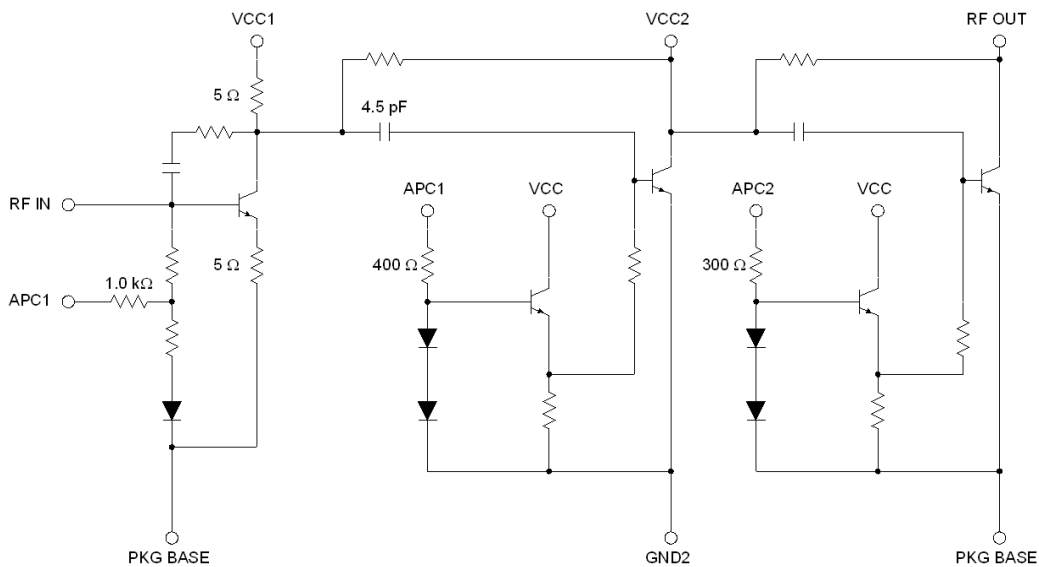 VCC1
VCC2
RF OUT
5 Ω
4.5 pF
APC1
VCC
APC2
VCC
RF IN
400 Ω
300 Ω
5 Ω
1.0 kΩ
APC1
PKG BASE
GND2
PKG BASE